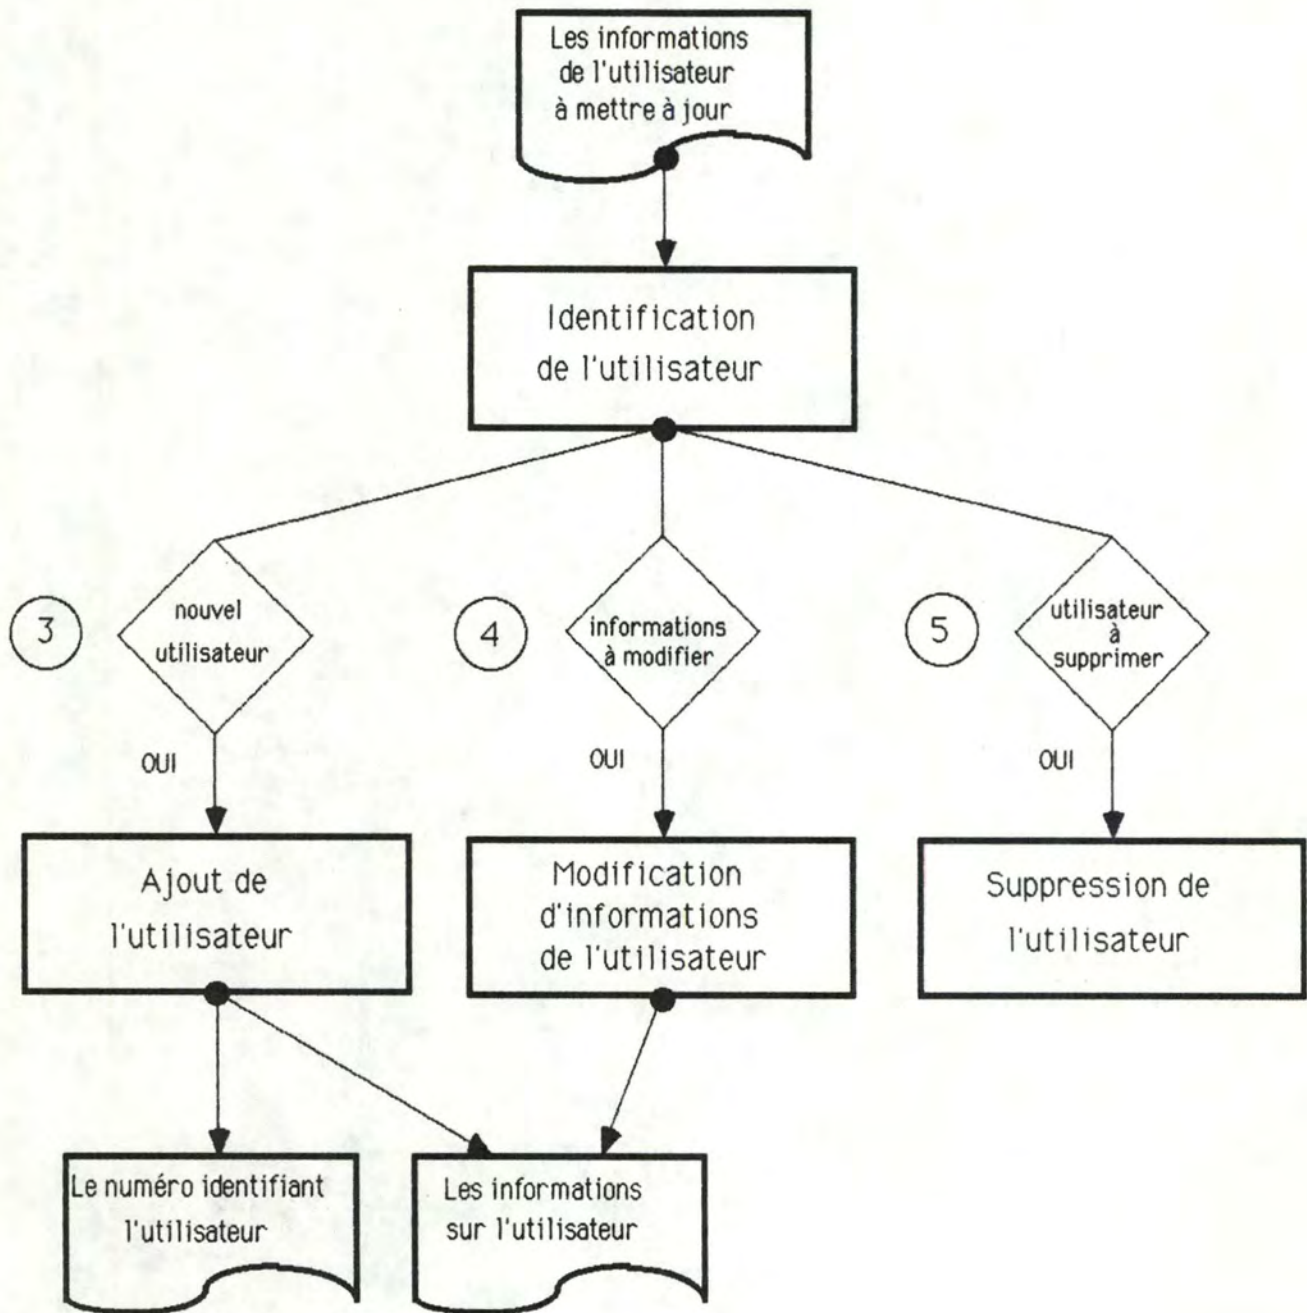 Les informations
de l'utilisateur
à mettre à jour
Identification
de l'utilisateur
3
nouvel
utilisateur
4
informations
à modifier
5
utilisateur
à
supprimer
OUI
OUI
OUI
Ajout de
l'utilisateur
Modification
d'informations
de l'utilisateur
Suppression de
l'utilisateur
Le numéro identifiant
l'utilisateur
Les informations
sur l'utilisateur